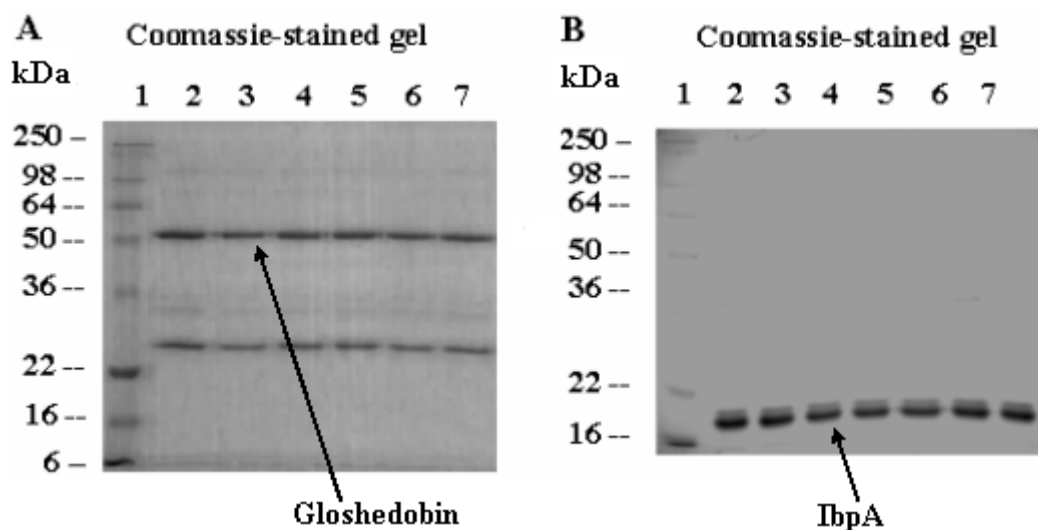 A
Coomassie-stained gel
kDa
1 2 3 4 5 6 7
250 –
98 --
64 --
50 --
36 --
22 --
16 --
6 --
Gloshedobin
B
Coomassie-stained gel
1 2 3 4 5 6 7
250 –
98 --
64 --
50 --
36 --
22 --
16 --
IbpA